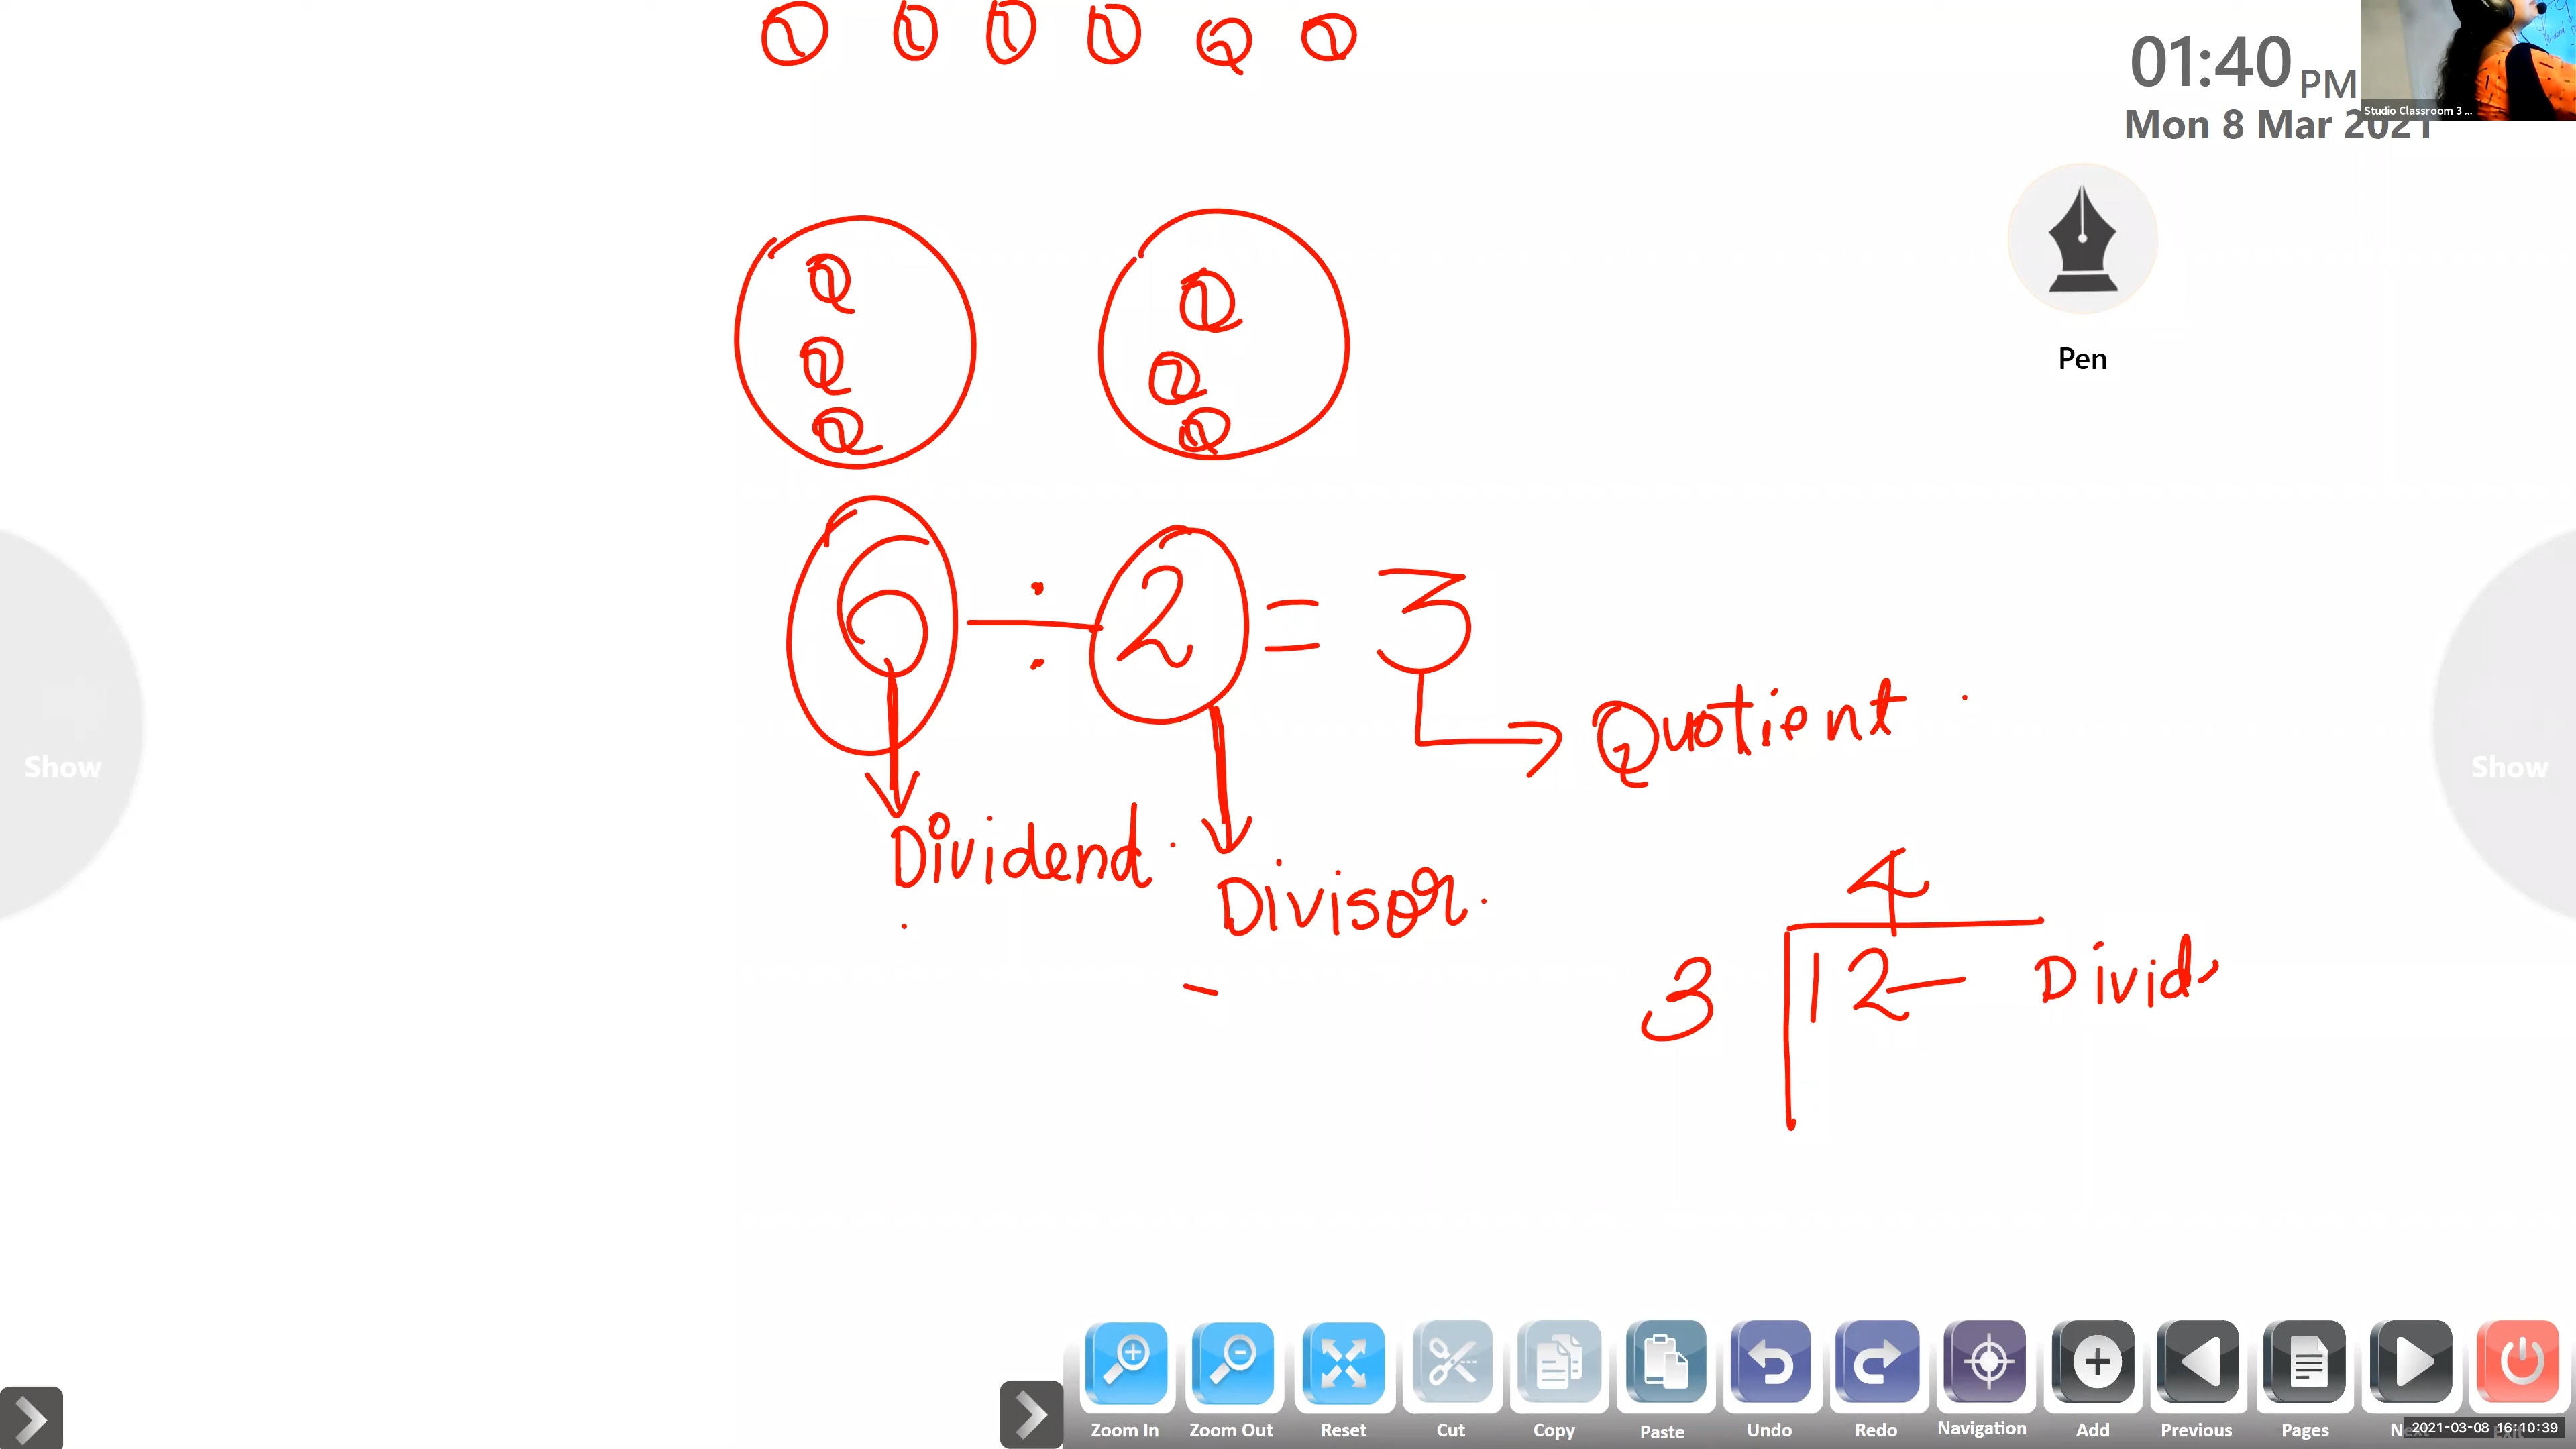 01:40 PM
Mon 8 Mar 2021
Studio Classroom 3 ...
Pen
6 ÷ 2 = 3
Quotient
Show
Show
Dividend
Divisor
4
3 12 — Divid
Zoom In Zoom Out Reset Cut Copy Paste Undo Redo Navigation Add Previous Pages
2021-03-08 16:10:39